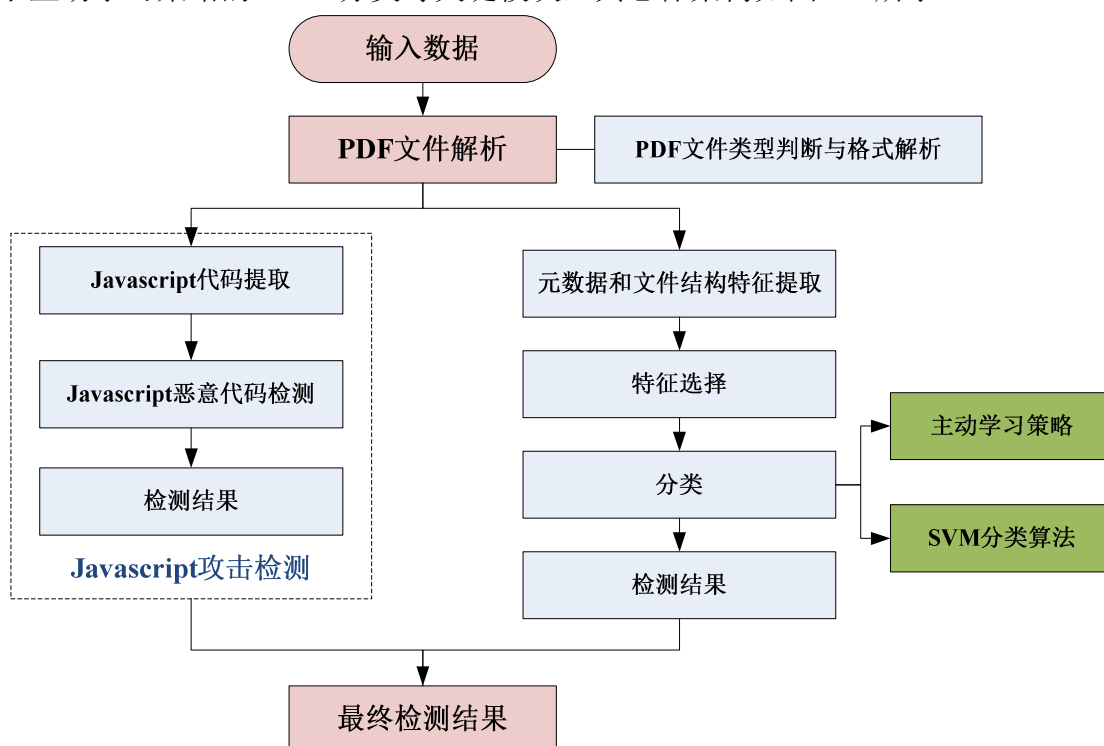 输入数据
PDF文件解析
PDF文件类型判断与格式解析
Javascript代码提取
Javascript恶意代码检测
检测结果
Javascript攻击检测
元数据和文件结构特征提取
特征选择
分类
检测结果
主动学习策略
SVM分类算法
最终检测结果